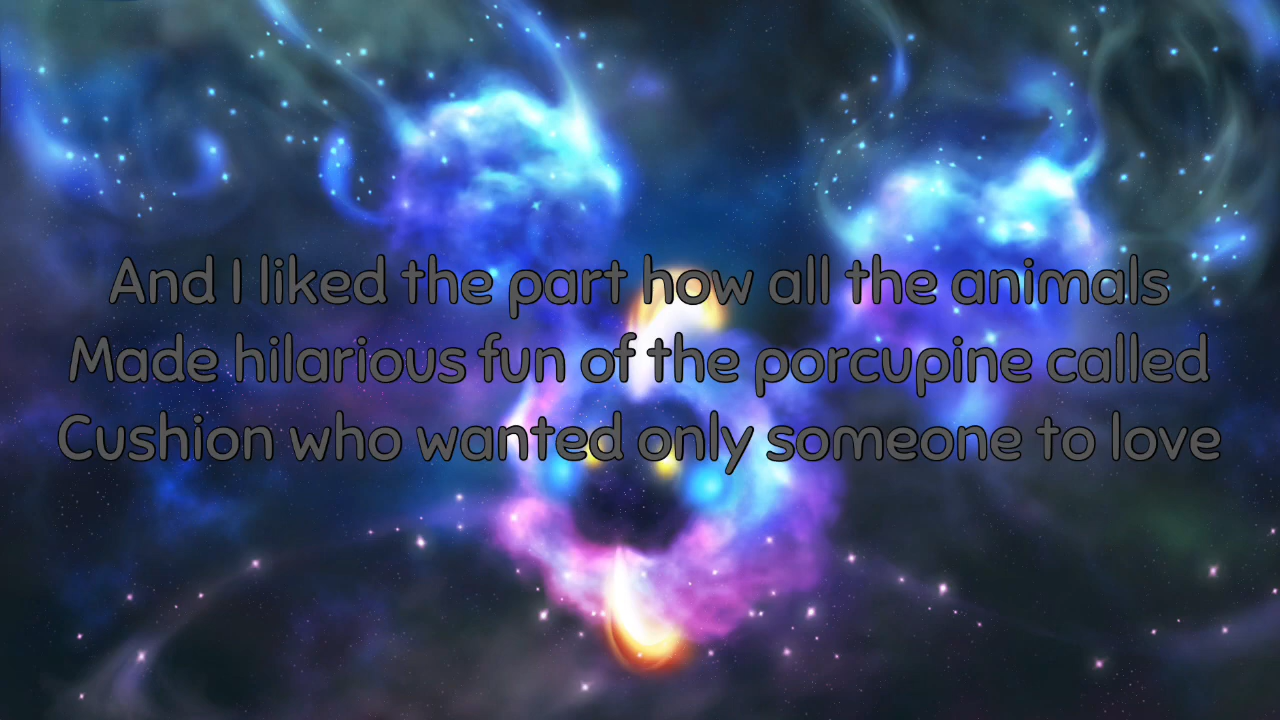 And I liked the part how all the animals
Made hilarious fun of the porcupine called
Cushion who wanted only someone to love